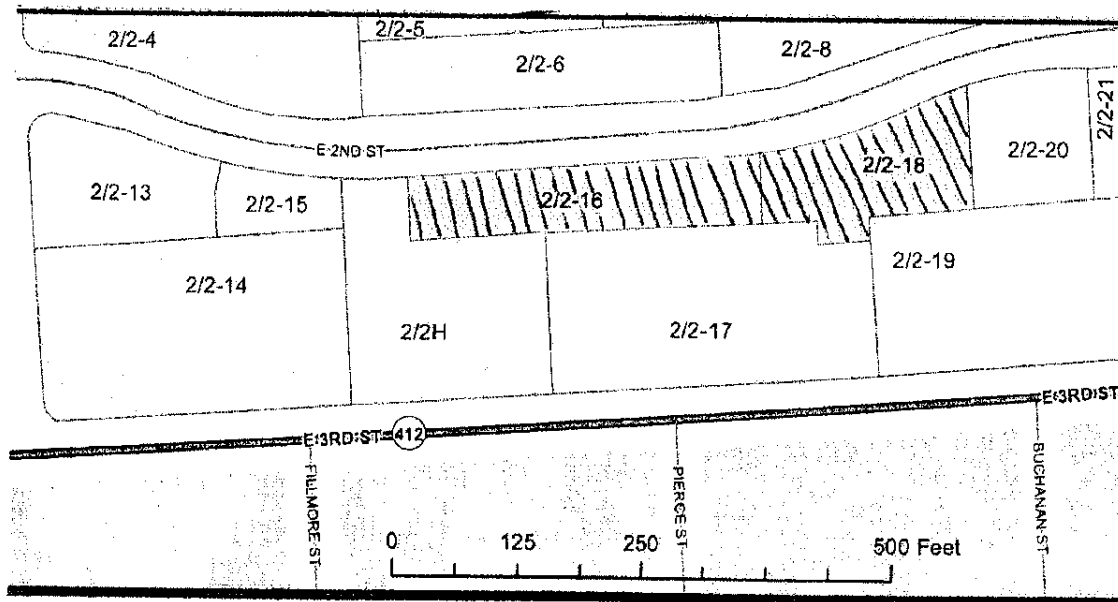 2/2-4
2/2-5
2/2-6
2/2-8
2/2-21
E 2ND ST
2/2-13
2/2-15
2/2-16
2/2-18
2/2-20
2/2-14
2/2H
2/2-17
2/2-19
E 3RD ST
412
E 3RD ST
FILLMORE ST
PIERCE ST
BUCHANAN ST
0 125 250 500 Feet